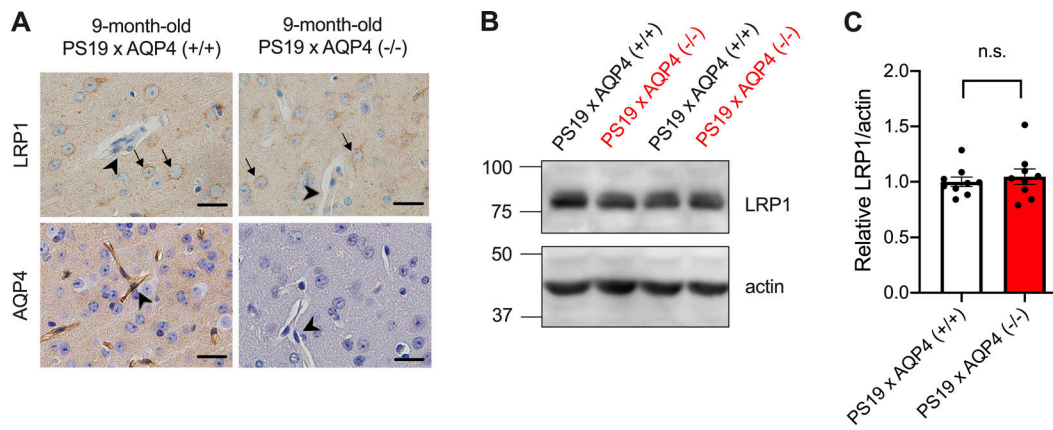 A
9-month-old
PS19 x AQP4 (+/+)
9-month-old
PS19 x AQP4 (-/-)
LRP1
AQP4
B
PS19 x AQP4 (+/+)
PS19 x AQP4 (-/-)
PS19 x AQP4 (+/+)
PS19 x AQP4 (-/-)
100
75
LRP1
50
37
actin
C
n.s.
Relative LRP1/actin
2.0
1.5
1.0
0.5
0.0
PS19 x AQP4 (+/+)
PS19 x AQP4 (-/-)